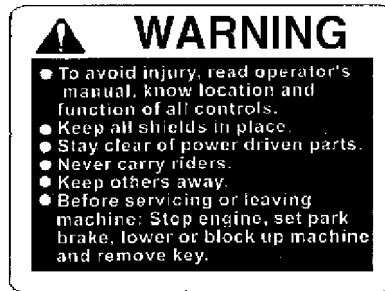 WARNING
● To avoid injury, read operator's
manual, know location and
function of all controls.
● Keep all shields in place.
● Stay clear of power driven parts.
● Never carry riders.
● Keep others away.
● Before servicing or leaving
machine: Stop engine, set park
brake, lower or block up machine
and remove key.